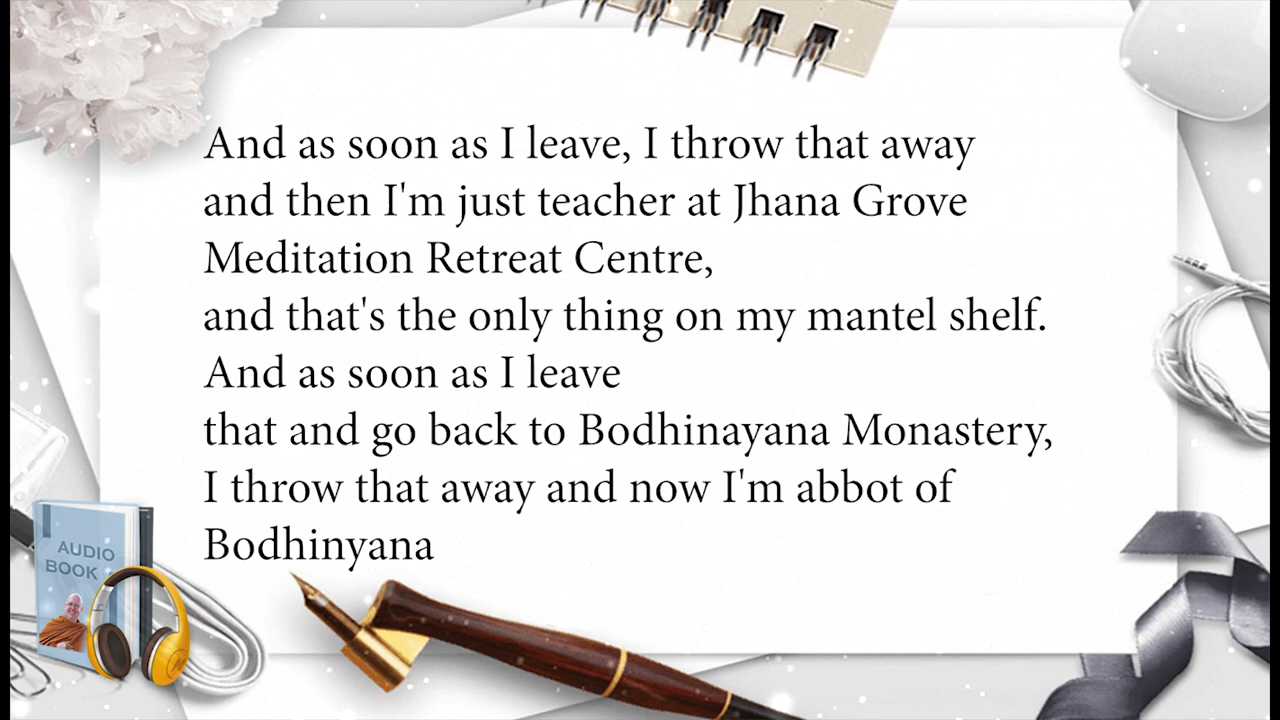 And as soon as I leave, I throw that away
and then I'm just teacher at Jhana Grove
Meditation Retreat Centre,
and that's the only thing on my mantel shelf.
And as soon as I leave
that and go back to Bodhinayana Monastery,
I throw that away and now I'm abbot of
Bodhinyana
AUDIO
BOOK